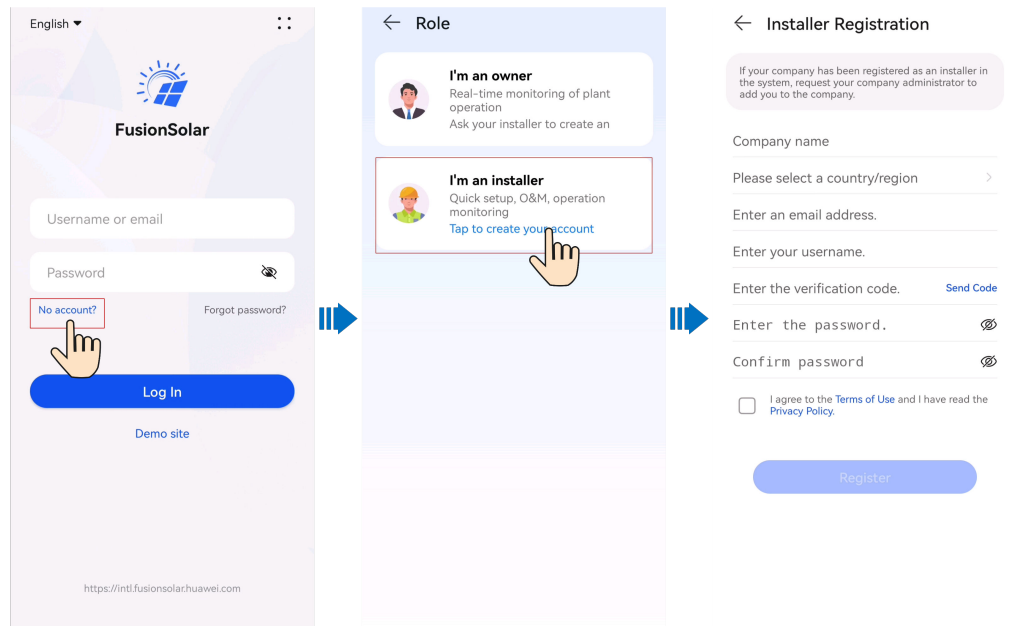 English
FusionSolar
Username or email
Password
No account?
Forgot password?
Log In
Demo site
https://intl.fusionsolar.huawei.com
Role
I'm an owner
Real-time monitoring of plant
operation
Ask your installer to create an
I'm an installer
Quick setup, O&M, operation
monitoring
Tap to create your account
Installer Registration
If your company has been registered as an installer in
the system, request your company administrator to
add you to the company.
Company name
Please select a country/region
Enter an email address.
Enter your username.
Enter the verification code.
Send Code
Enter the password.
Confirm password
I agree to the Terms of Use and I have read the
Privacy Policy.
Register